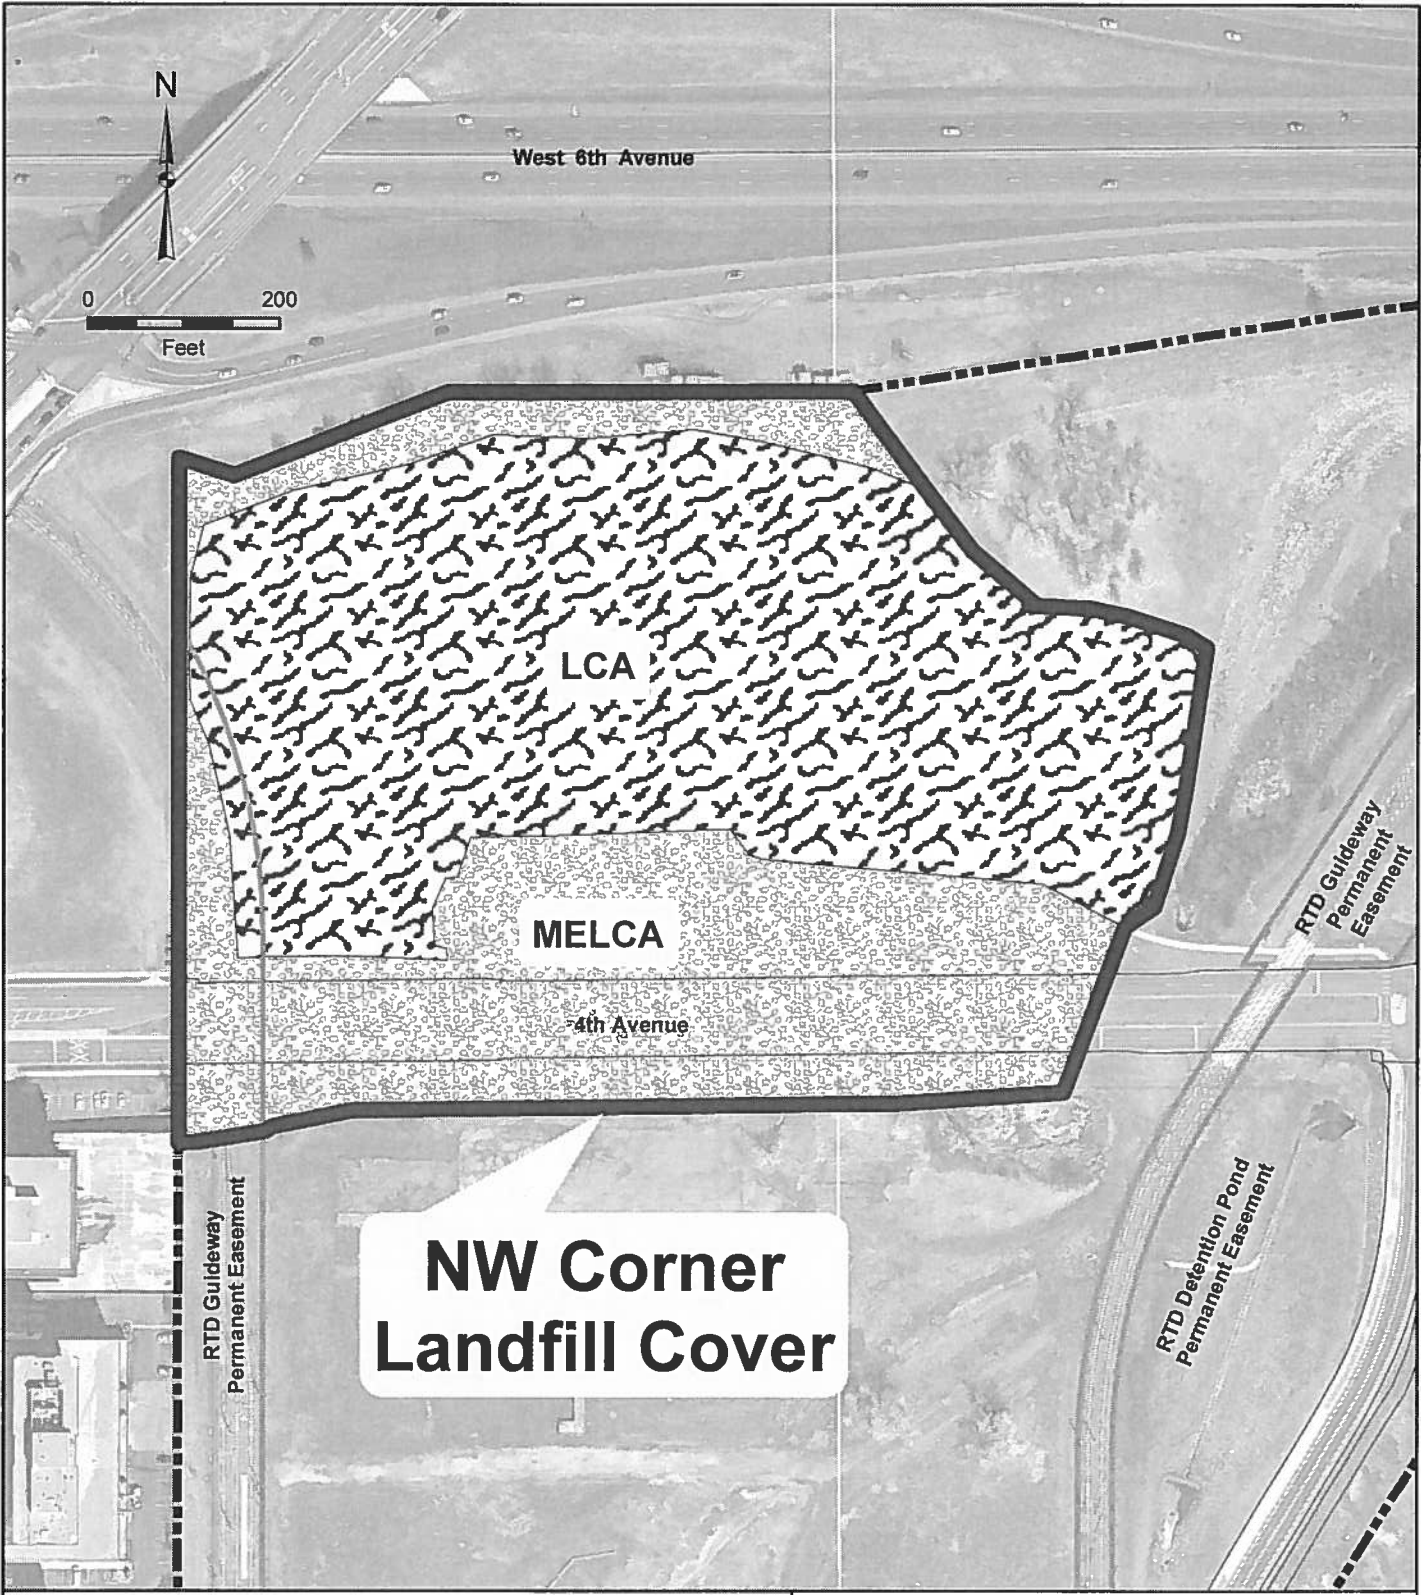 N
West 6th Avenue
0 200
Feet
LCA
RTD Guideway
Permanent
Easement
MELCA
4th Avenue
RTD Guideway
Permanent Easement
RTD Detention Pond
Permanent Easement
NW Corner
Landfill Cover